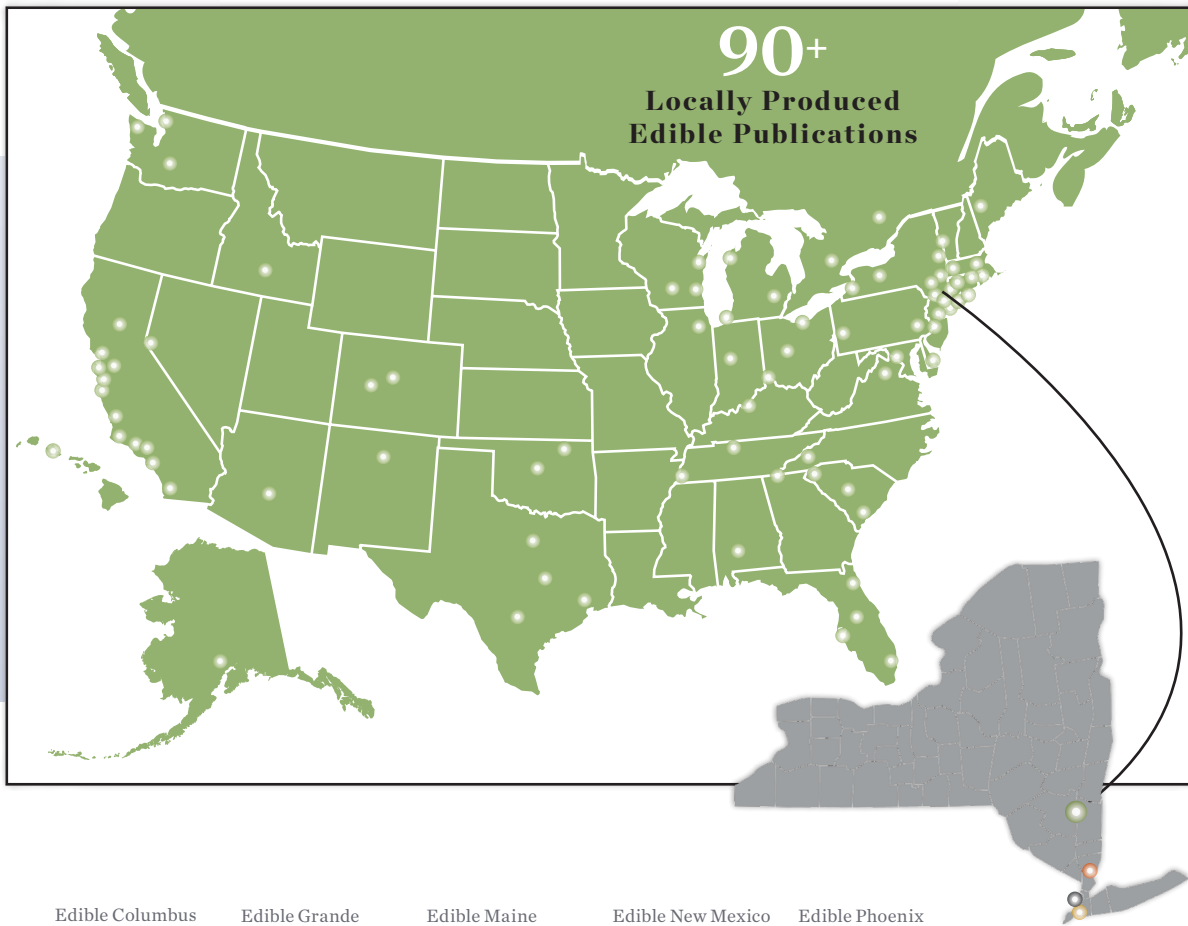 90+
Locally Produced
Edible Publications
Edible Columbus
Edible Grande
Edible Maine
Edible New Mexico
Edible Phoenix